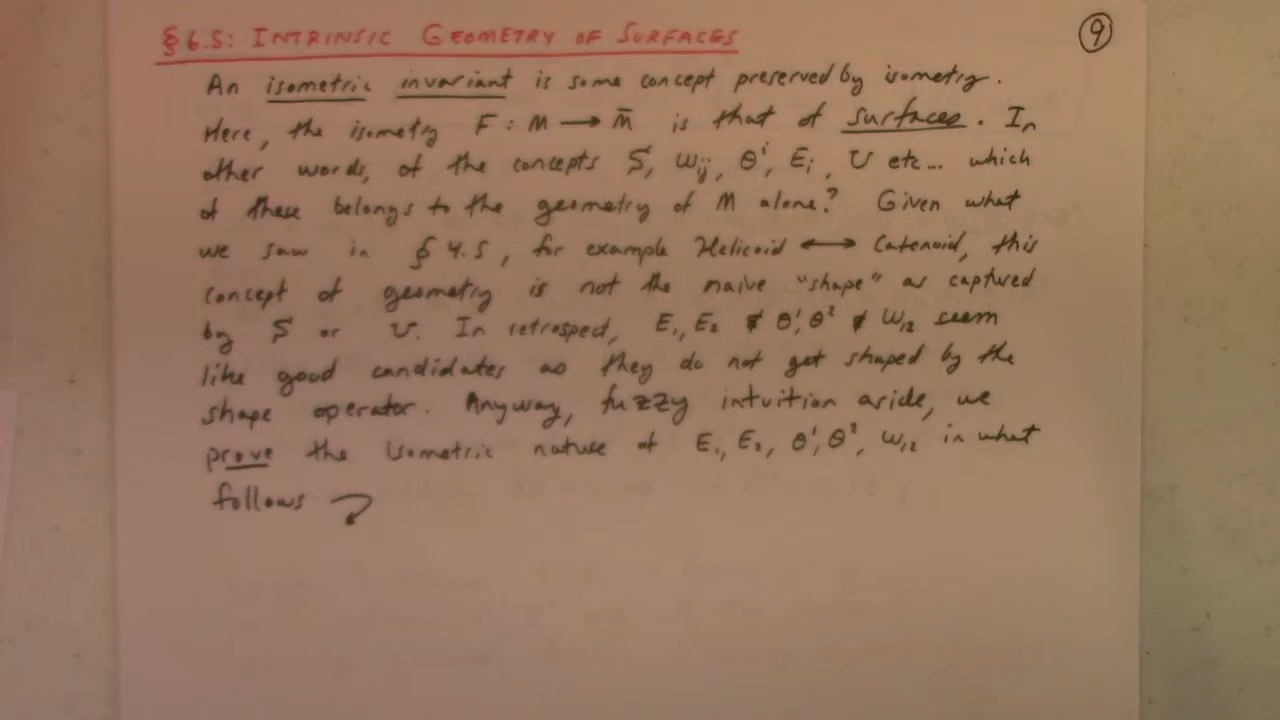 § 6.5: INTRINSIC GEOMETRY OF SURFACES
⑨
An isometric invariant is some concept preserved by isometry.
Here, the isometry F : M → M̄ is that of surfaces. In
other words, of the concepts S, ωij, θⁱ, Ei, U etc... which
of these belongs to the geometry of M alone? Given what
we saw in § 4.5, for example Helicoid ↔ Catenoid, this
concept of geometry is not the naive "shape" as captured
by S or U. In retrospect, E₁, E₂ & θ¹, θ² & ω₁₂ seem
like good candidates as they do not get shaped by the
shape operator. Anyway, fuzzy intuition aside, we
prove the isometric nature of E₁, E₂, θ¹, θ², ω₁₂ in what
follows ↴